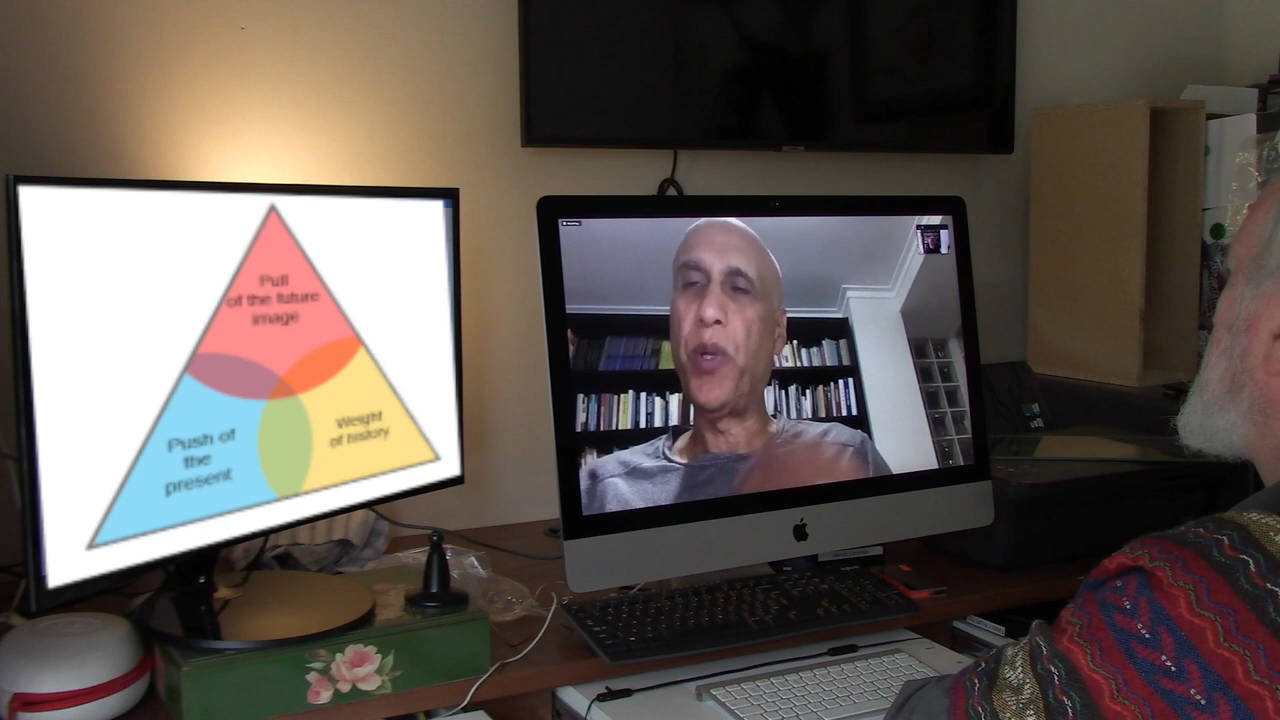 Pull
of the future
image
Push of
the
present
Weight
of history